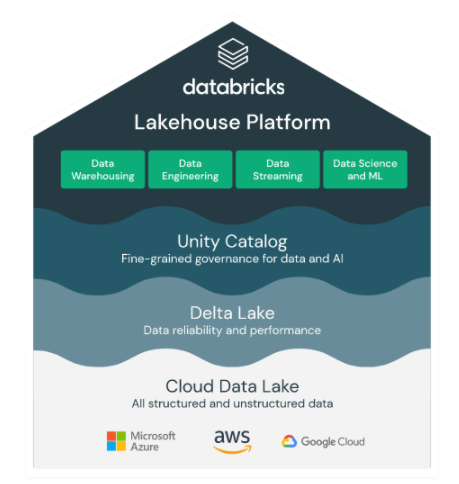 databricks
Lakehouse Platform
Data Warehousing
Data Engineering
Data Streaming
Data Science and ML
Unity Catalog
Fine-grained governance for data and AI
Delta Lake
Data reliability and performance
Cloud Data Lake
All structured and unstructured data
Microsoft Azure
aws
Google Cloud